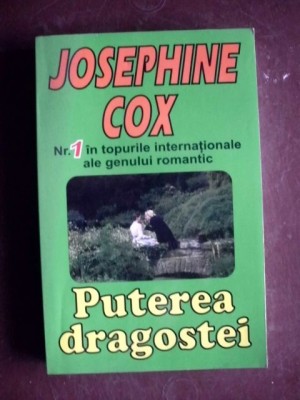 JOSEPHINE
COX
Nr. 1 în topurile internaționale
ale genului romantic
Puterea
dragostei